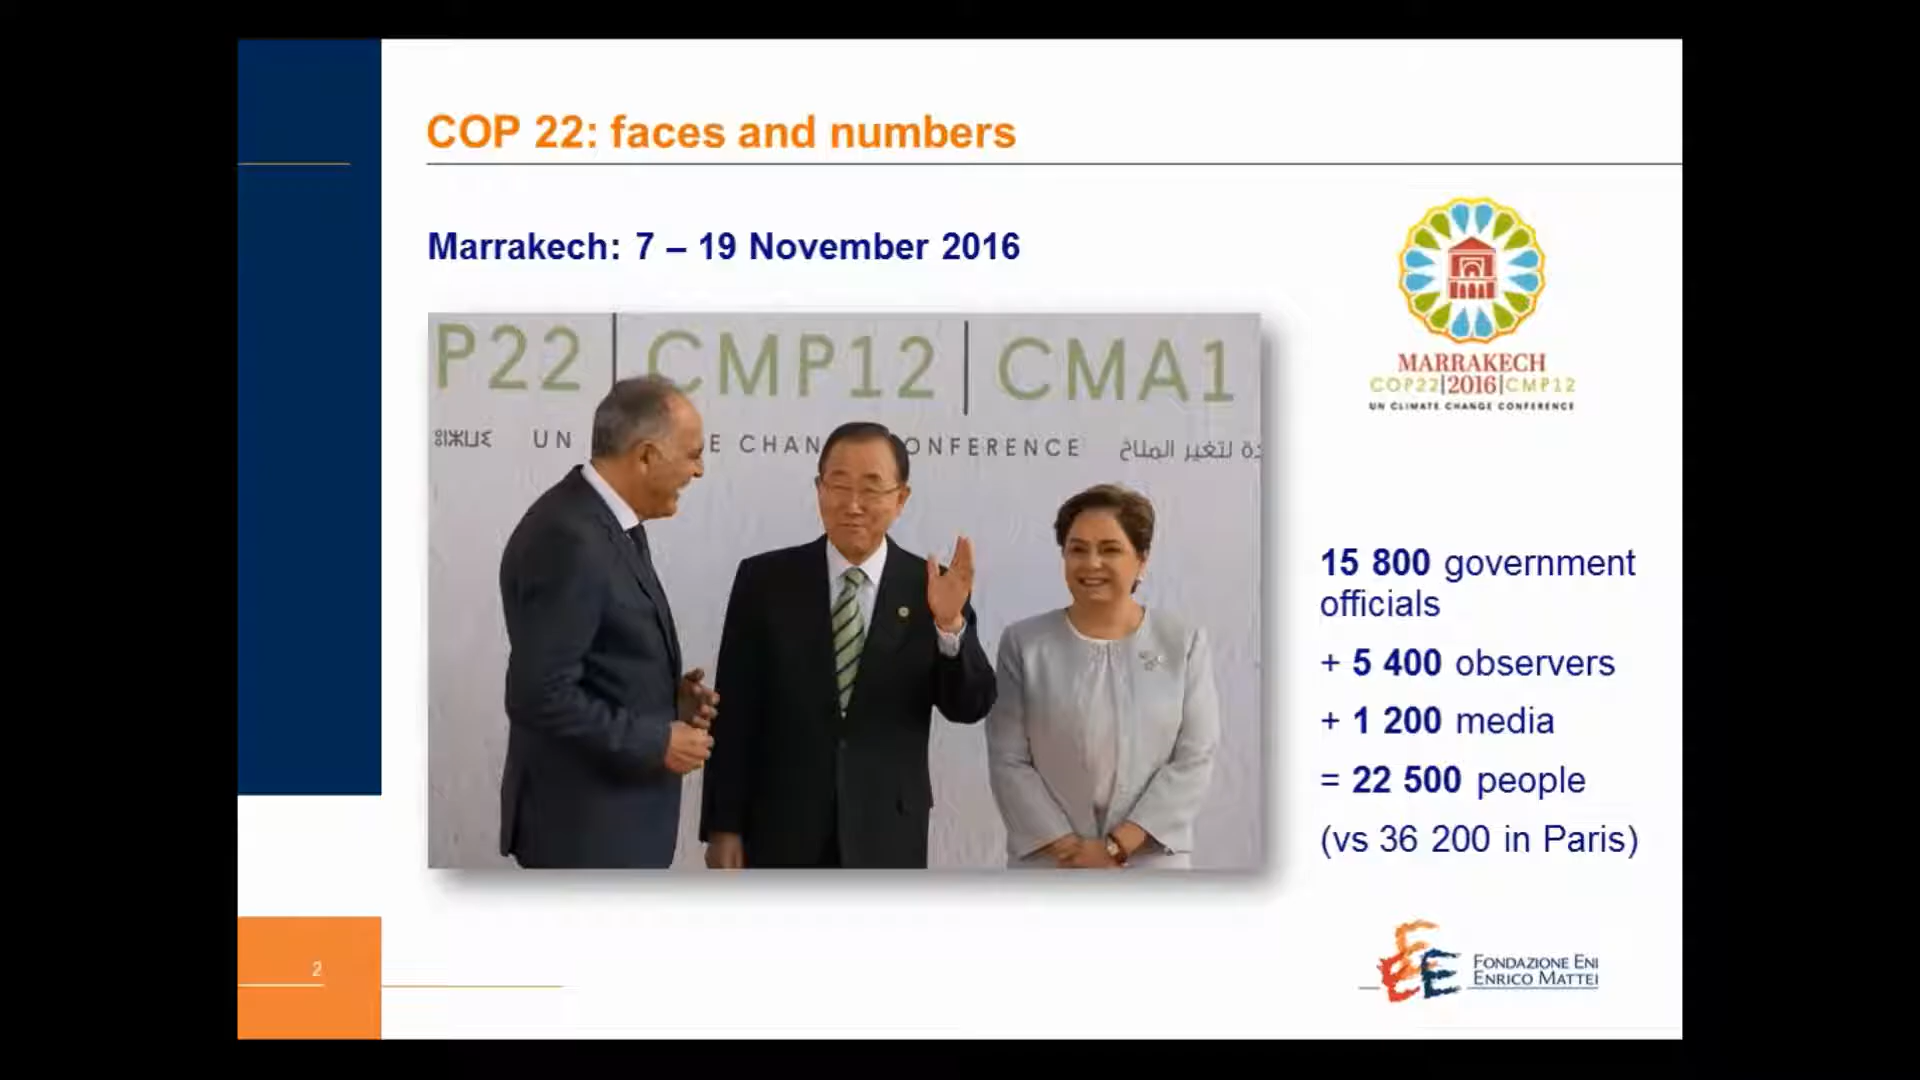 COP 22: faces and numbers
Marrakech: 7 – 19 November 2016
P22 | CMP12 | CMA1
UN E CHAN ONFERENCE
دة لتغير المناخ
MARRAKECH
COP22|2016|CMP12
UN CLIMATE CHANGE CONFERENCE
15 800 government
officials
+ 5 400 observers
+ 1 200 media
= 22 500 people
(vs 36 200 in Paris)
2
FONDAZIONE ENI
ENRICO MATTEI